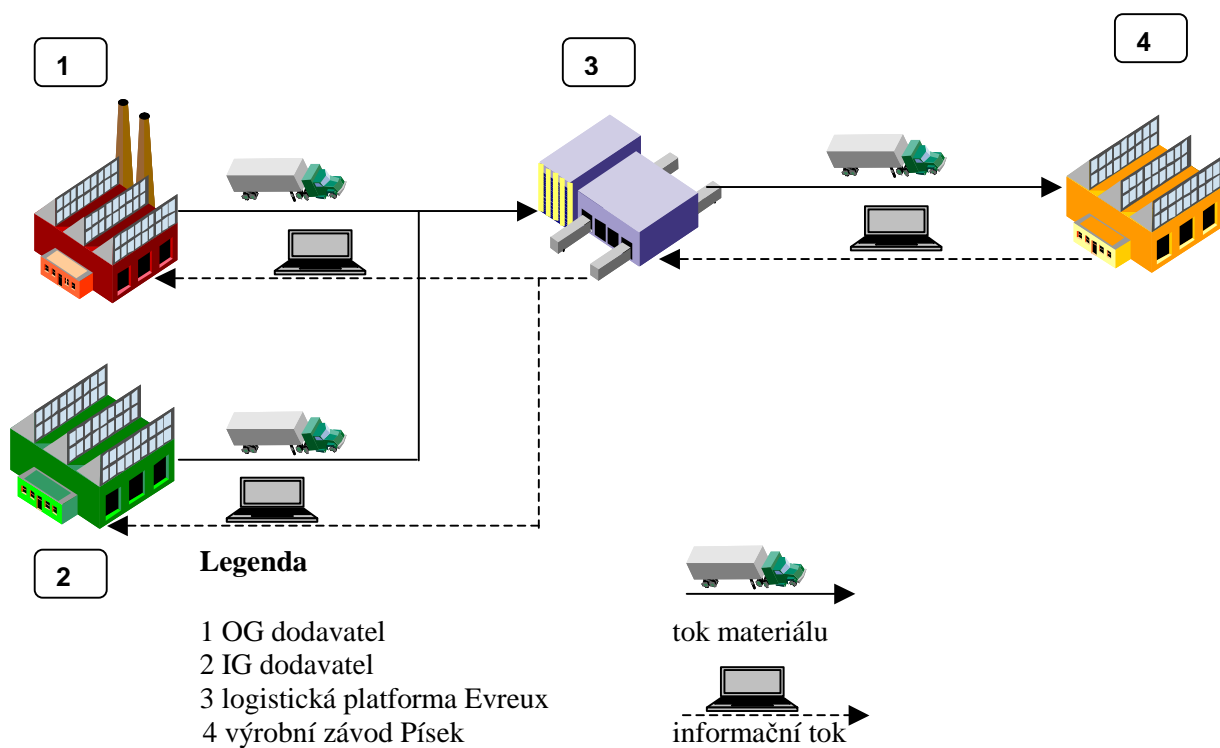 1
3
4
2
Legenda
1 OG dodavatel
2 IG dodavatel
3 logistická platforma Evreux
4 výrobní závod Písek
tok materiálu
informační tok